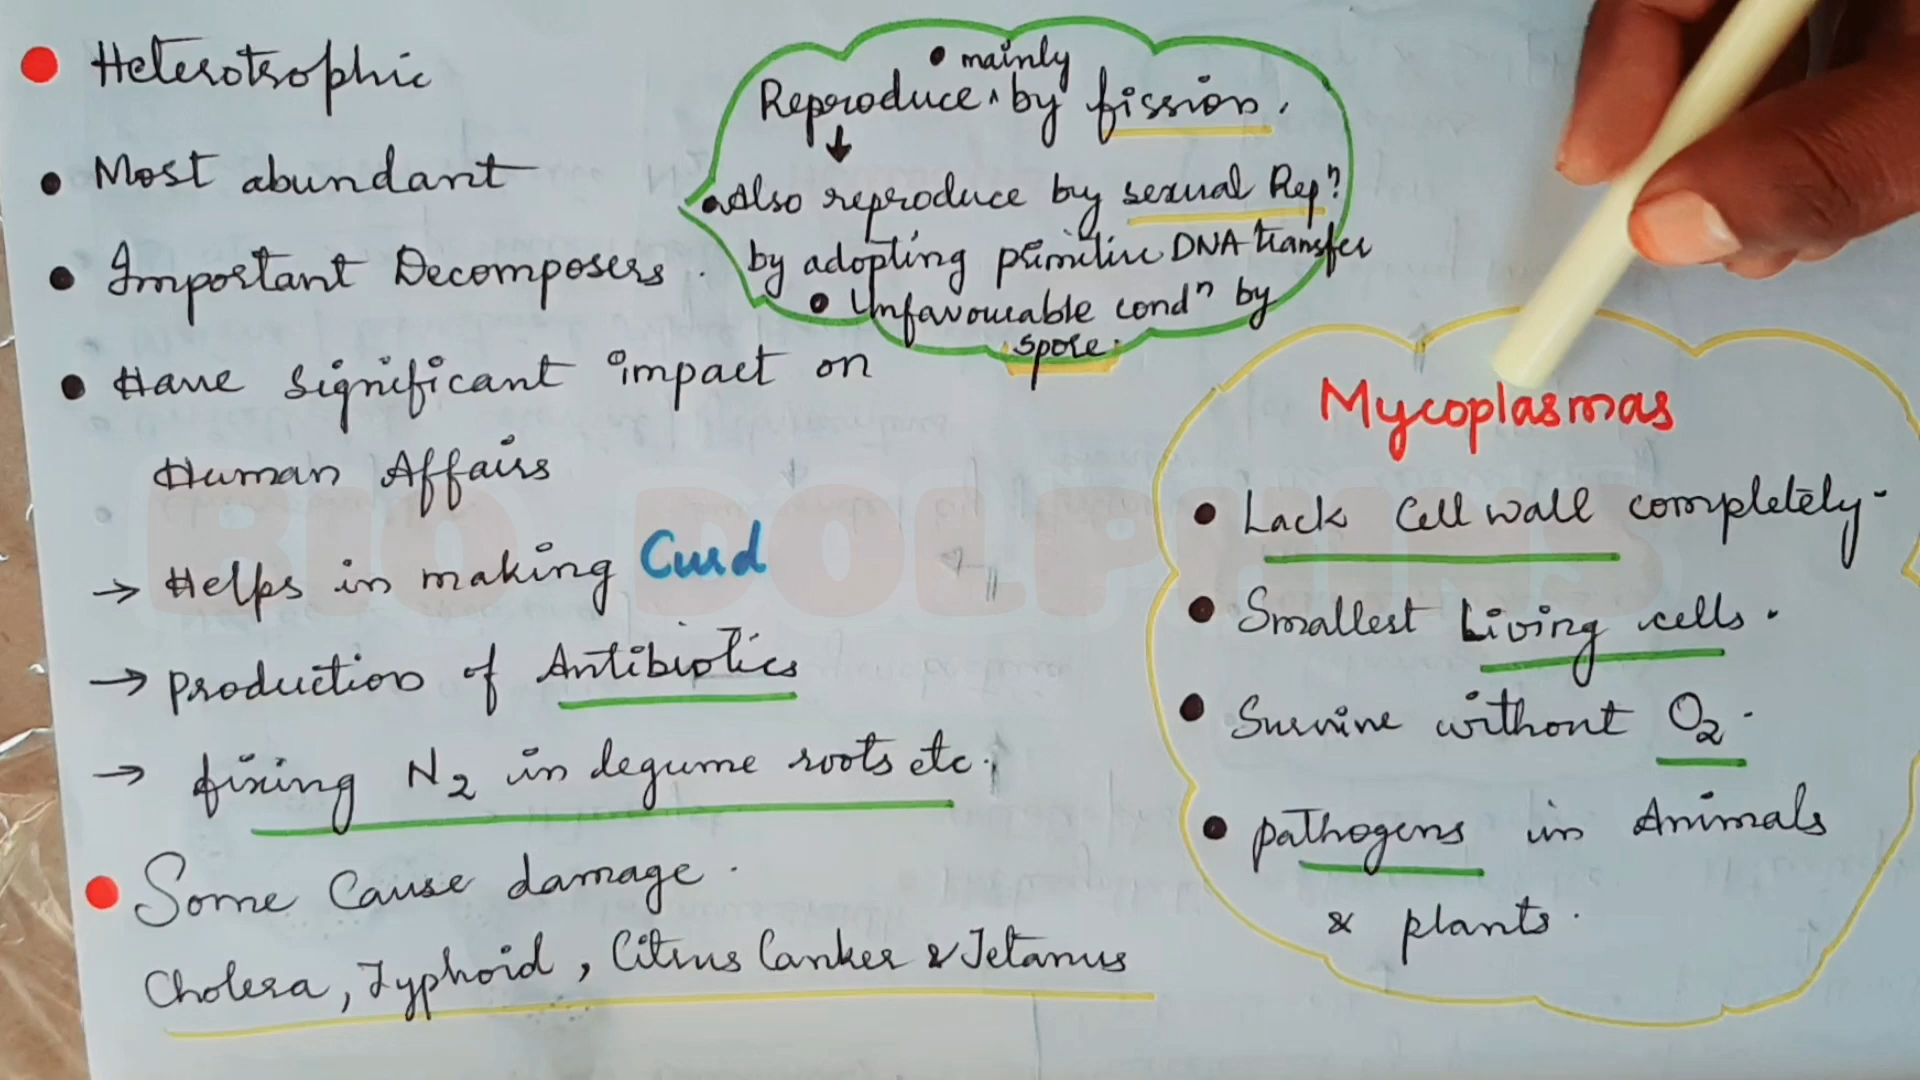 Heterotrophic
Most abundant
Important Decomposers.
Have significant impact on
Human Affairs
→ Helps in making Curd
→ production of Antibiotics
→ fixing N2 in legume roots etc.
Some Cause damage.
Cholera, Typhoid, Citrus Canker & Tetanus
mainly
Reproduce ^ by fission.
↓
Also reproduce by sexual Repⁿ.
by adopting primitive DNA transfer
Unfavourable condⁿ by
spore.
Mycoplasmas
Lack Cell wall completely.
Smallest Living cells.
Survive without O2.
pathogens in Animals
& plants.
BIO DOLPHINS